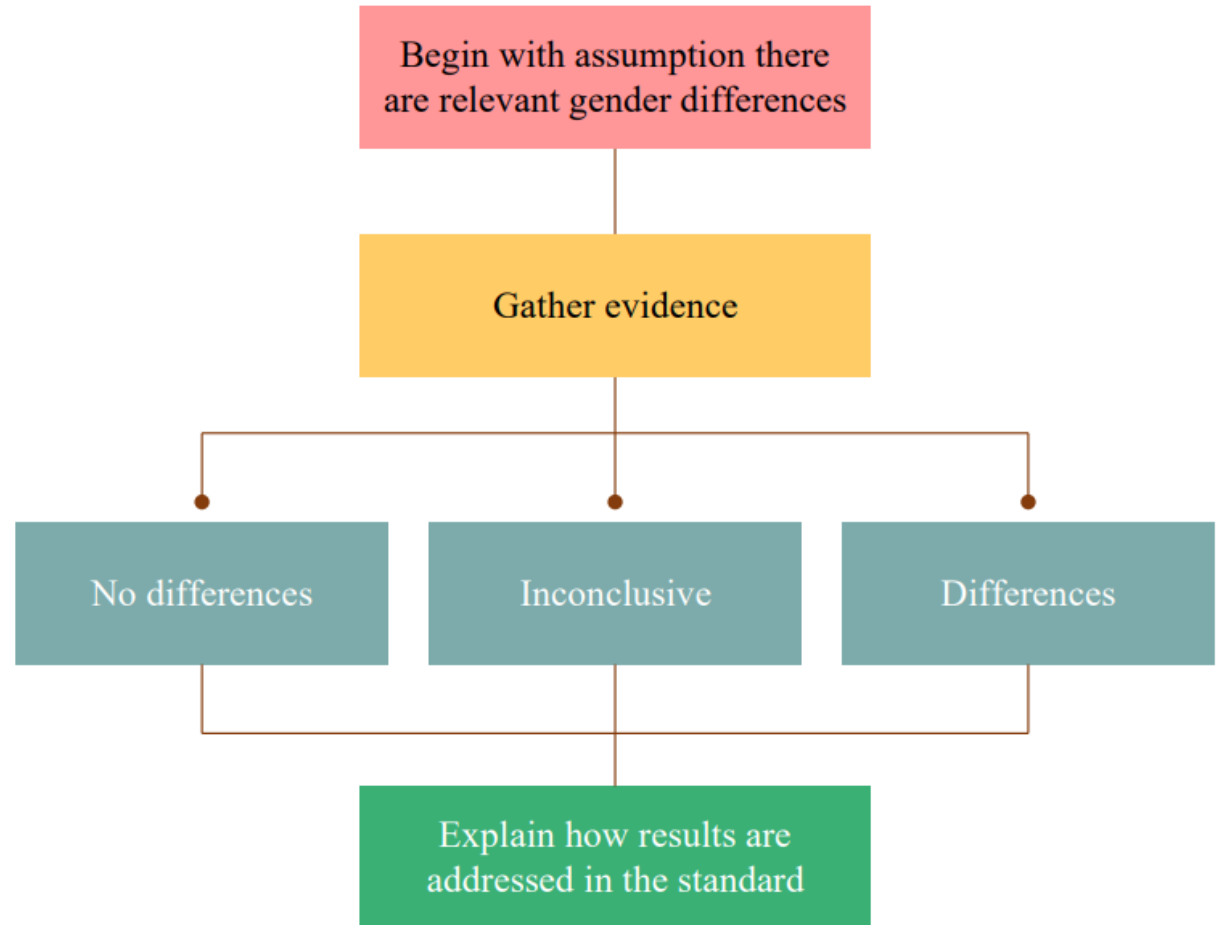 Begin with assumption there
are relevant gender differences
Gather evidence
No differences
Inconclusive
Differences
Explain how results are
addressed in the standard